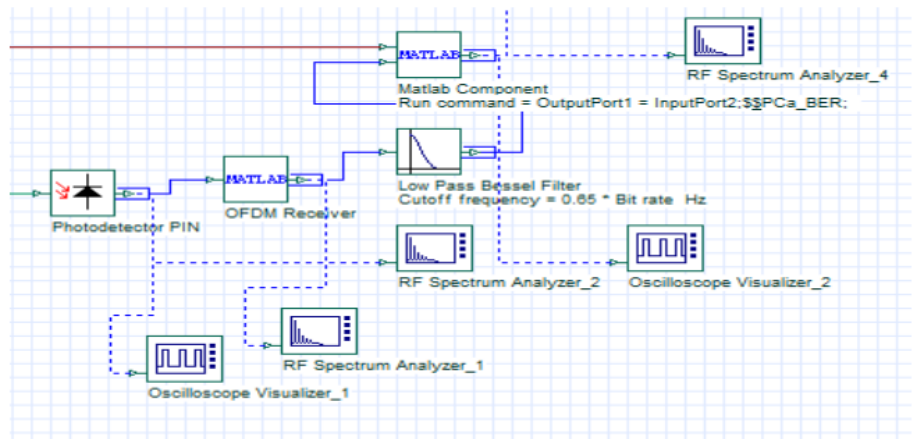 MATLAB
RF Spectrum Analyzer_4
Matlab Component
Run command = OutputPort1 = InputPort2;$$PCa_BER;
MATLAB
Low Pass Bessel Filter
Cutoff frequency = 0.65 * Bit rate Hz
OFDM Receiver
Photodetector PIN
RF Spectrum Analyzer_2
Oscilloscope Visualizer_2
RF Spectrum Analyzer_1
Oscilloscope Visualizer_1